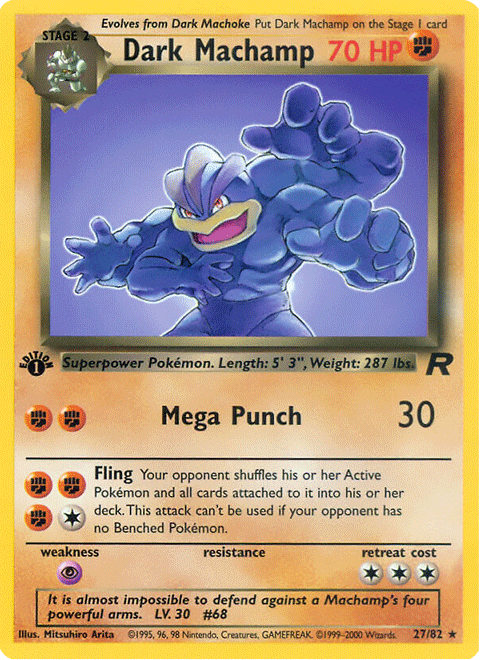 Evolves from Dark Machoke Put Dark Machamp on the Stage 1 card
STAGE 2
Dark Machamp 70 HP
EDITION
1
Superpower Pokémon. Length: 5' 3", Weight: 287 lbs.
R
Mega Punch 30
Fling Your opponent shuffles his or her Active
Pokémon and all cards attached to it into his or her
deck. This attack can't be used if your opponent has
no Benched Pokémon.
weakness resistance retreat cost
It is almost impossible to defend against a Machamp's four
powerful arms. LV. 30 #68
Illus. Mitsuhiro Arita ©1995, 96, 98 Nintendo, Creatures, GAMEFREAK. ©1999-2000 Wizards. 27/82 ★